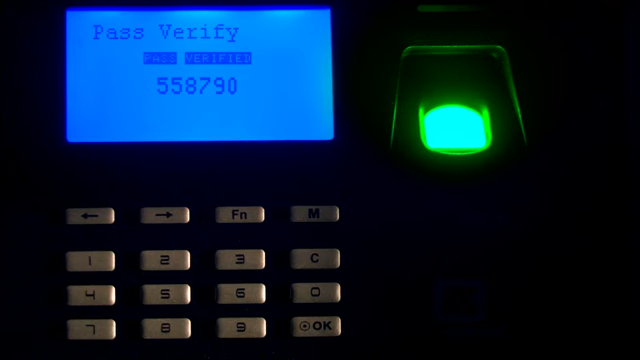 Pass Verify
PASS VERIFIED
558790
← → Fn M
1 2 3 C
4 5 6 0
7 8 9 ⊙OK